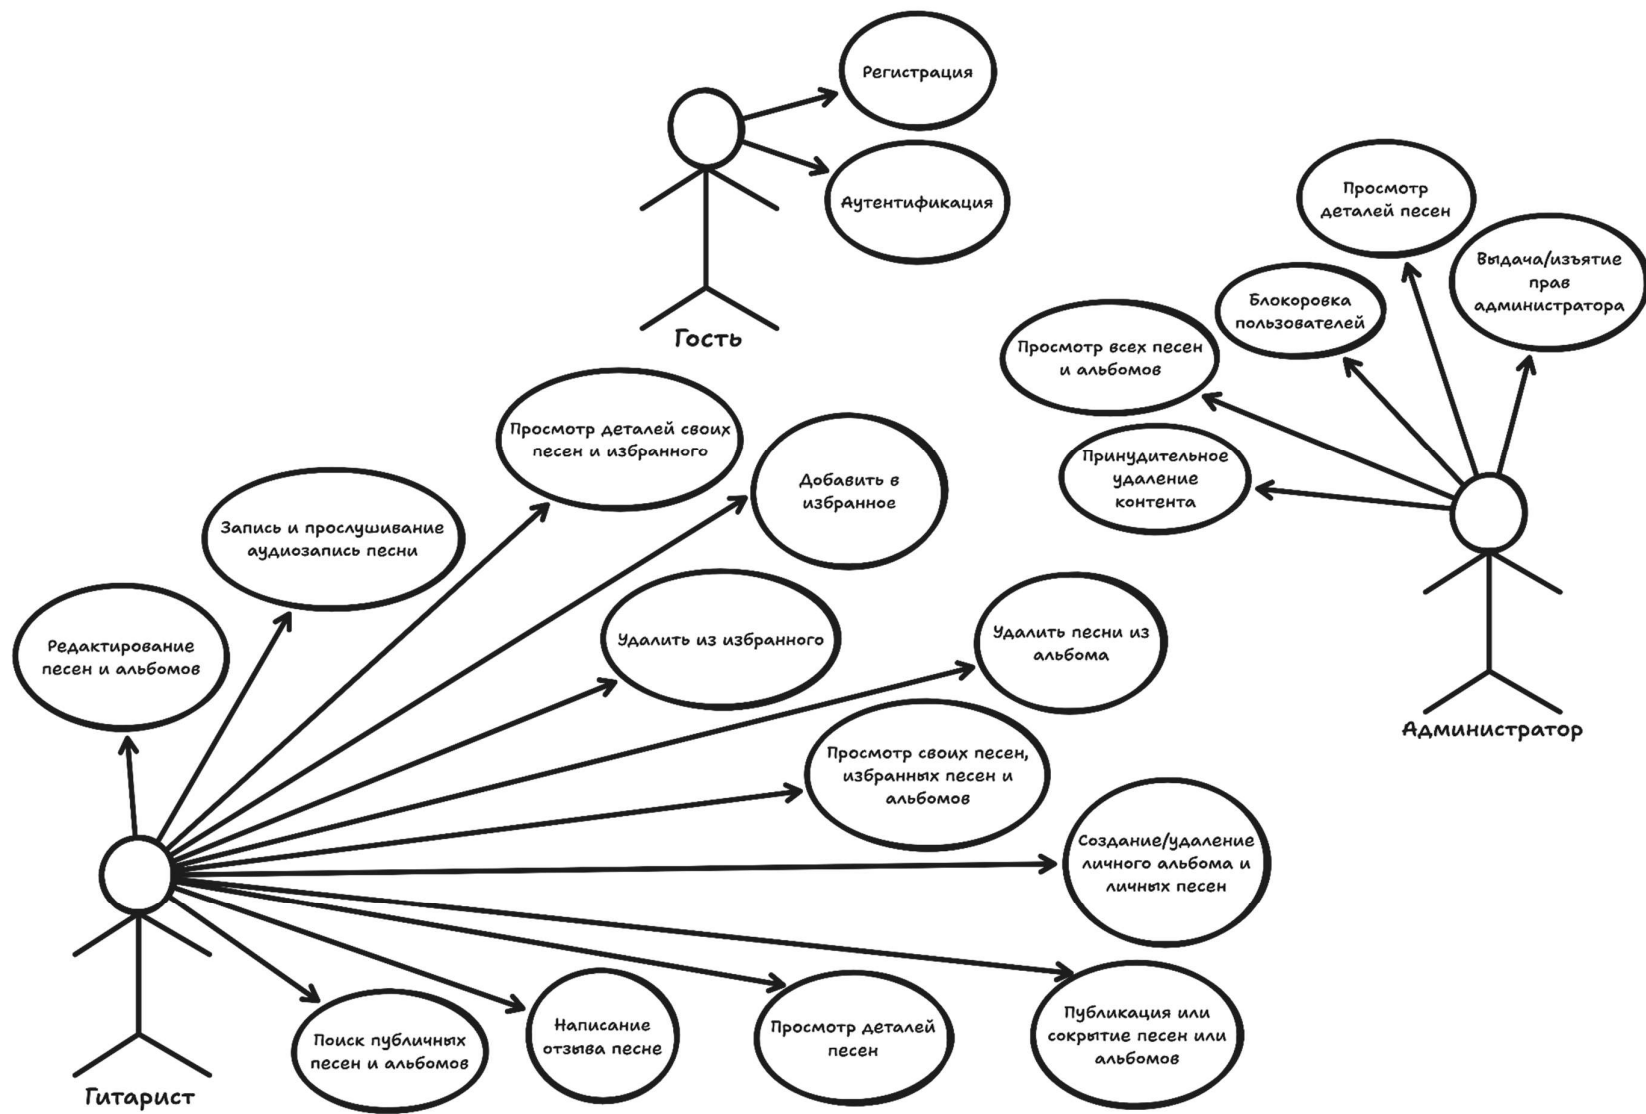 Регистрация
Аутентификация
Гость
Просмотр
деталей песен
Выдача/изъятие
прав
администратора
Блокоровка
пользователей
Просмотр всех песен
и альбомов
Принудительное
удаление
контента
Администратор
Просмотр деталей своих
песен и избранного
Добавить в
избранное
Запись и прослушивание
аудиозапись песни
Редактирование
песен и альбомов
Удалить из избранного
Удалить песни из
альбома
Просмотр своих песен,
избранных песен и
альбомов
Создание/удаление
личного альбома и
личных песен
Публикация или
сокрытие песен или
альбомов
Просмотр деталей
песен
Написание
отзыва песне
Поиск публичных
песен и альбомов
Гитарист